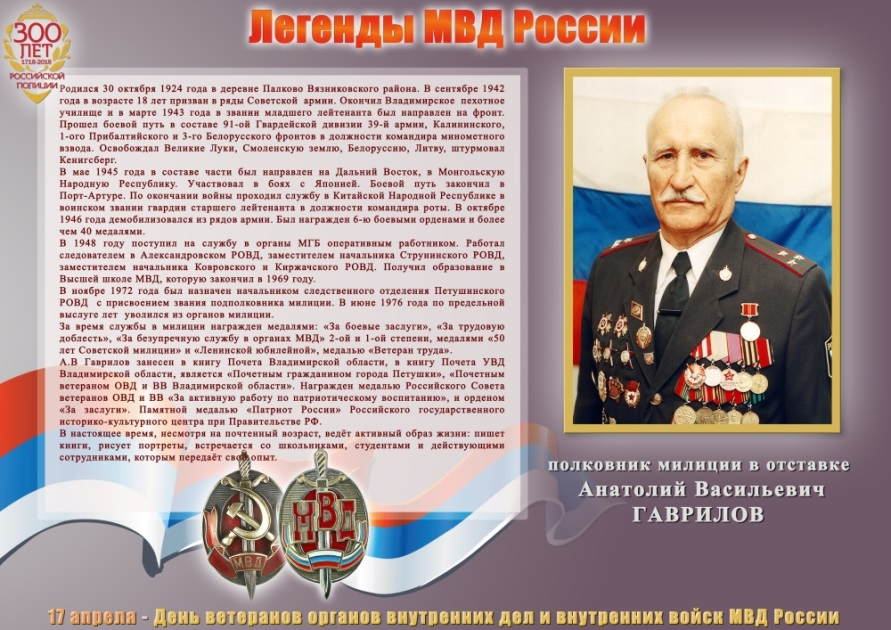 Легенды МВД России
300
ЛЕТ
1718-2018
РОССИЙСКОЙ
ПОЛИЦИИ
Родился 30 октября 1924 года в деревне Палково Вязниковского района. В сентябре 1942
года в возрасте 18 лет призван в ряды Советской армии. Окончил Владимирское пехотное
училище и в марте 1943 года в звании младшего лейтенанта был направлен на фронт.
Прошел боевой путь в составе 91-ой Гвардейской дивизии 39-й армии, Калининского,
1-ого Прибалтийского и 3-го Белорусского фронтов в должности командира минометного
взвода. Освобождал Великие Луки, Смоленскую землю, Белоруссию, Литву, штурмовал
Кенигсберг.
В мае 1945 года в составе части был направлен на Дальний Восток, в Монгольскую
Народную Республику. Участвовал в боях с Японией. Боевой путь закончил в
Порт-Артуре. По окончании войны проходил службу в Китайской Народной Республике в
воинском звании гвардии старшего лейтенанта в должности командира роты. В октябре
1946 года демобилизовался из рядов армии. Был награжден 6-ю боевыми орденами и более
чем 40 медалями.
В 1948 году поступил на службу в органы МГБ оперативным работником. Работал
следователем в Александровском РОВД, заместителем начальника Струнинского РОВД,
заместителем начальника Ковровского и Киржачского РОВД. Получил образование в
Высшей школе МВД, которую закончил в 1969 году.
В ноябре 1972 года был назначен начальником следственного отделения Петушинского
РОВД с присвоением звания подполковника милиции. В июне 1976 года по предельной
выслуге лет уволился из органов милиции.
За время службы в милиции награжден медалями: «За боевые заслуги», «За трудовую
доблесть», «За безупречную службу в органах МВД» 2-ой и 1-ой степени, медалями «50
лет Советской милиции» и «Ленинской юбилейной», медалью «Ветеран труда».
А.В Гаврилов занесен в книгу Почета Владимирской области, в книгу Почета УВД
Владимирской области, является «Почетным гражданином города Петушки», «Почетным
ветераном ОВД и ВВ Владимирской области». Награжден медалью Российского Совета
ветеранов ОВД и ВВ «За активную работу по патриотическому воспитанию», и орденом
«За заслуги». Памятной медалью «Патриот России» Российского государственного
историко-культурного центра при Правительстве РФ.
В настоящее время, несмотря на почтенный возраст, ведёт активный образ жизни: пишет
книги, рисует портреты, встречается со школьниками, студентами и действующими
сотрудниками, которым передаёт свой опыт.
полковник милиции в отставке
Анатолий Васильевич
ГАВРИЛОВ
МВД
МВД
17 апреля - День ветеранов органов внутренних дел и внутренних войск МВД России